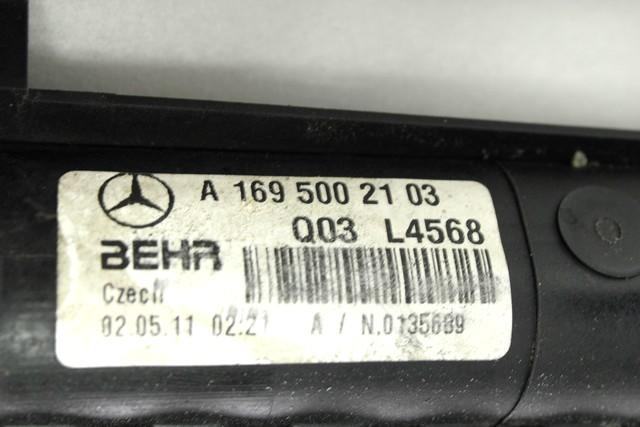 A 169 500 21 03
Q03 L4568
BEHR
Czech
02.05.11 02:21 A / N.0135689